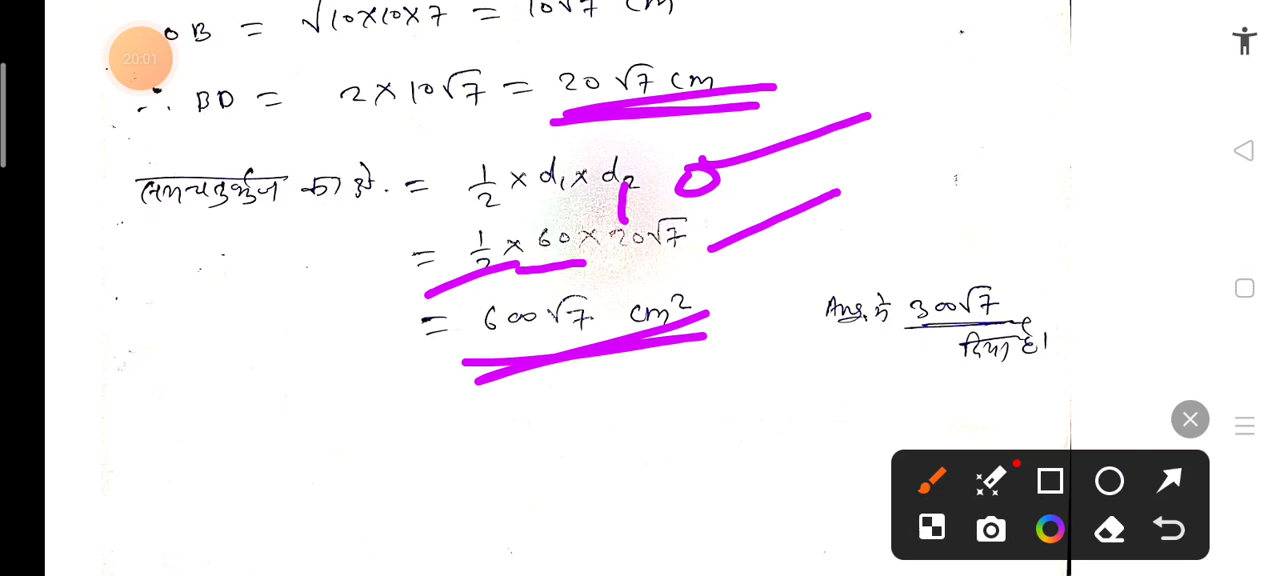 OB = √10×10×7 = 10√7 cm
20:01
∴ BD = 2 × 10√7 = 20√7 cm
समचतुर्भुज का क्षे. = 1/2 × d₁ × d₂
= 1/2 × 60 × 20√7
= 600√7 cm²
Ans. में 300√7
दिया है।